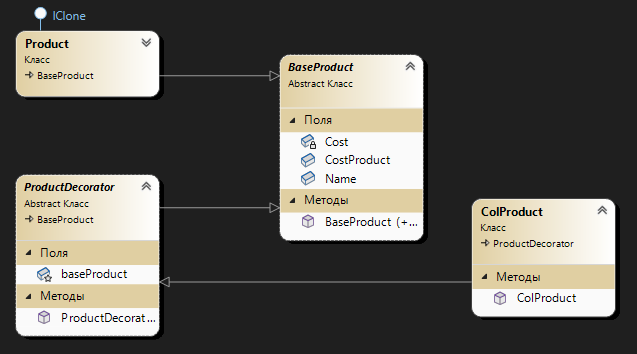 IClone
Product
Класс
BaseProduct
BaseProduct
Abstract Класс
Поля
Cost
CostProduct
Name
Методы
BaseProduct (+...
ProductDecorator
Abstract Класс
BaseProduct
Поля
baseProduct
Методы
ProductDecorat...
ColProduct
Класс
ProductDecorator
Методы
ColProduct